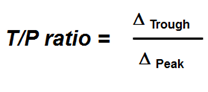 Δ Trough
T/P ratio =
Δ Peak